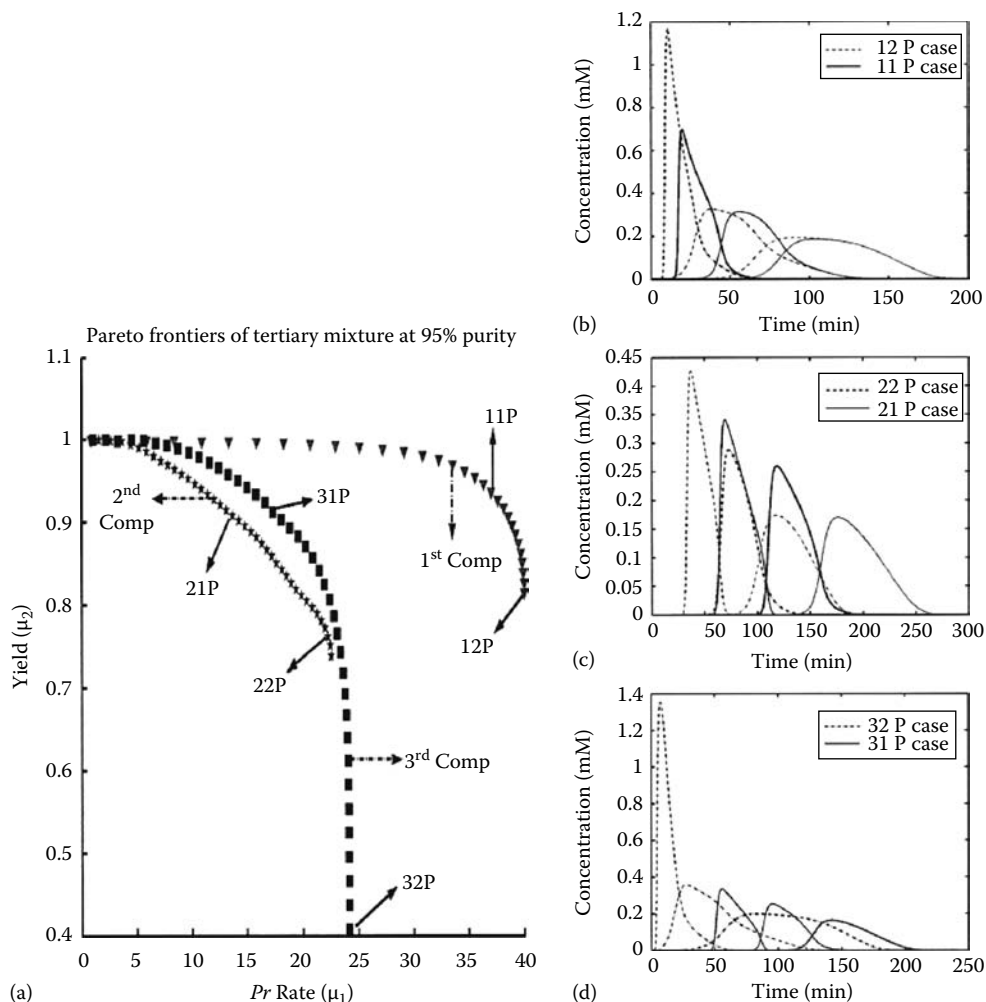 Pareto frontiers of tertiary mixture at 95% purity
1.1
1
0.9
0.8
0.7
0.6
0.5
0.4
Yield (μ2)
11P
31P
2nd
Comp
1st Comp
21P
12P
22P
3rd Comp
32P
0 5 10 15 20 25 30 35 40
(a)
Pr Rate (μ1)
1.2
1
0.8
0.6
0.4
0.2
0
Concentration (mM)
12 P case
11 P case
0 50 100 150 200
(b)
Time (min)
0.45
0.4
0.35
0.3
0.25
0.2
0.15
0.1
0.05
0
Concentration (mM)
22 P case
21 P case
0 50 100 150 200 250 300
(c)
Time (min)
1.4
1.2
1
0.8
0.6
0.4
0.2
0
Concentration (mM)
32 P case
31 P case
0 50 100 150 200 250
(d)
Time (min)